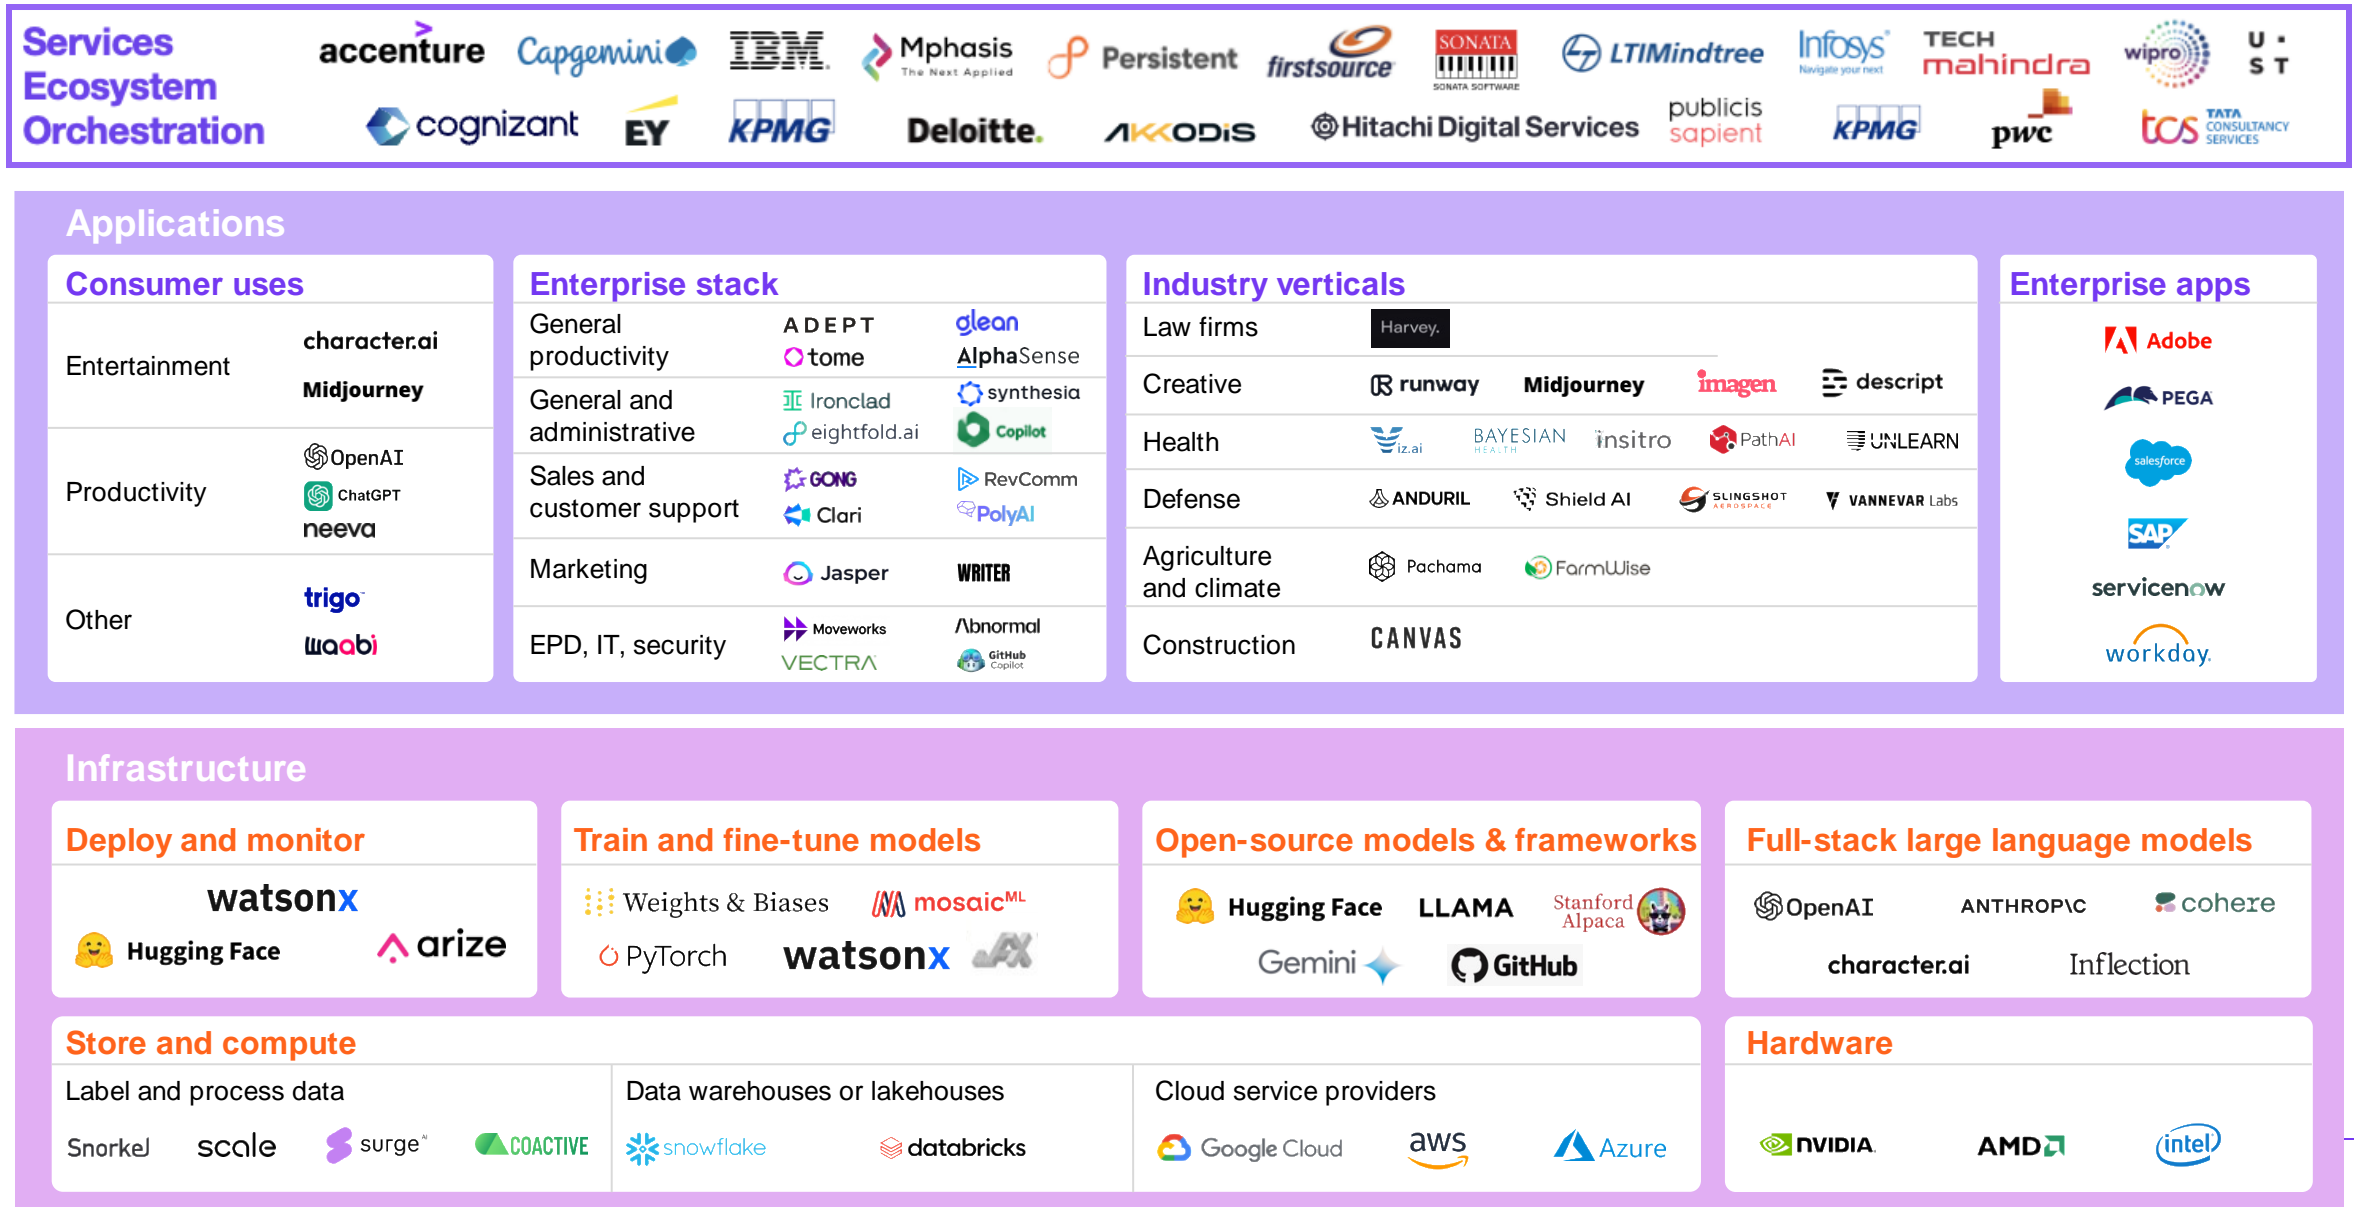 Services
Ecosystem
Orchestration
accenture
Capgemini
IBM
Mphasis
The Next Applied
Persistent
firstsource
SONATA
SONATA SOFTWARE
LTIMindtree
Infosys
Navigate your next
TECH
mahindra
wipro
U
S T
cognizant
EY
KPMG
Deloitte.
AKKODIS
Hitachi Digital Services
publicis
sapient
KPMG
pwc
tcs TATA
CONSULTANCY
SERVICES
Applications
Consumer uses
Entertainment
character.ai
Midjourney
Productivity
OpenAI
ChatGPT
neeva
Other
trigo
waabi
Enterprise stack
General
productivity
ADEPT
glean
tome
AlphaSense
General and
administrative
Ironclad
synthesia
eightfold.ai
Copilot
Sales and
customer support
GONG
RevComm
Clari
PolyAI
Marketing
Jasper
WRITER
EPD, IT, security
Moveworks
Abnormal
VECTRA
GitHub
Copilot
Industry verticals
Law firms
Harvey.
Creative
runway
Midjourney
imagen
descript
Health
Viz.ai
BAYESIAN
HEALTH
insitro
PathAI
UNLEARN
Defense
ANDURIL
Shield AI
SLINGSHOT
AEROSPACE
VANNEVAR Labs
Agriculture
and climate
Pachama
FarmWise
Construction
CANVAS
Enterprise apps
Adobe
PEGA
salesforce
SAP
servicenow
workday.
Infrastructure
Deploy and monitor
watsonx
Hugging Face
arize
Train and fine-tune models
Weights & Biases
mosaicML
PyTorch
watsonx
JAX
Open-source models & frameworks
Hugging Face
LLAMA
Stanford
Alpaca
Gemini
GitHub
Full-stack large language models
OpenAI
ANTHROP\C
cohere
character.ai
Inflection
Store and compute
Label and process data
Snorkel
scale
surge AI
COACTIVE
Data warehouses or lakehouses
snowflake
databricks
Cloud service providers
Google Cloud
aws
Azure
Hardware
NVIDIA.
AMD
intel